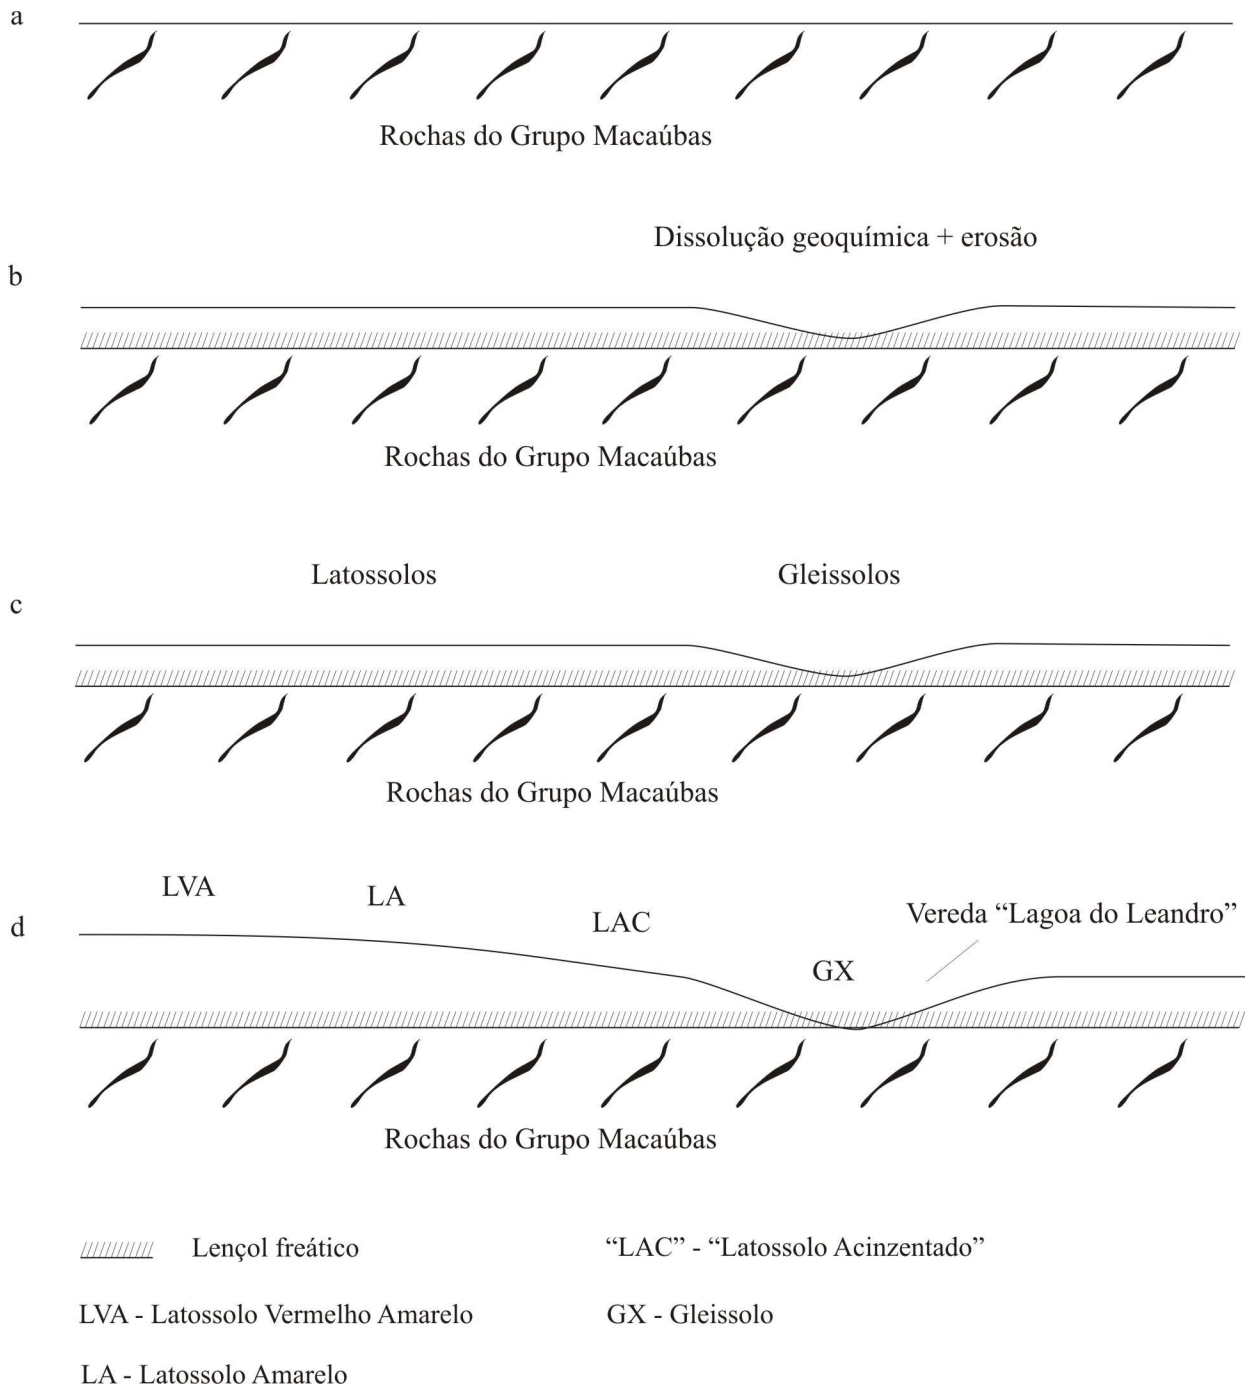 a
Rochas do Grupo Macaúbas
Dissolução geoquímica + erosão
b
Rochas do Grupo Macaúbas
Latossolos Gleissolos
c
Rochas do Grupo Macaúbas
LVA
LA
LAC
Vereda “Lagoa do Leandro”
d
GX
Rochas do Grupo Macaúbas
Lençol freático
“LAC” - “Latossolo Acinzentado”
LVA - Latossolo Vermelho Amarelo
GX - Gleissolo
LA - Latossolo Amarelo